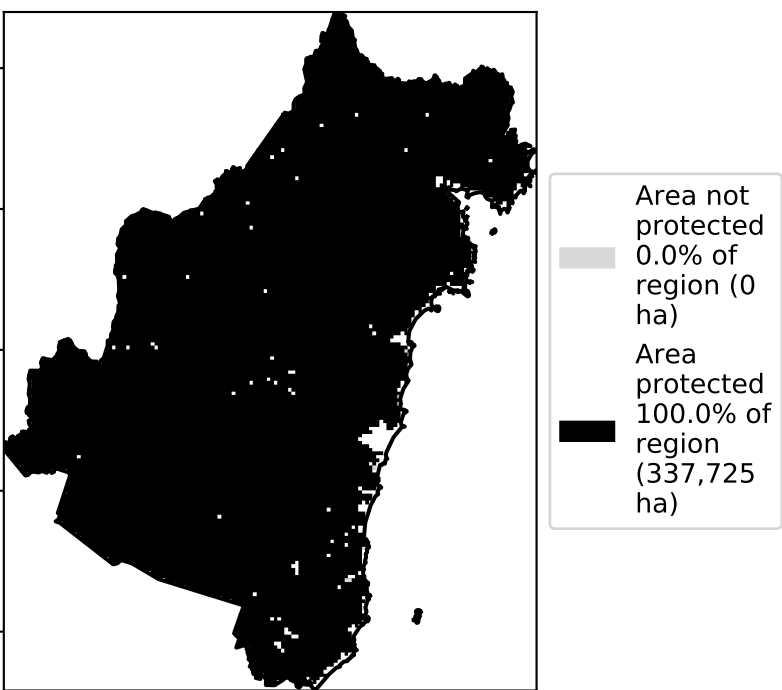 Area not
protected
0.0% of
region (0
ha)
Area
protected
100.0% of
region
(337,725
ha)